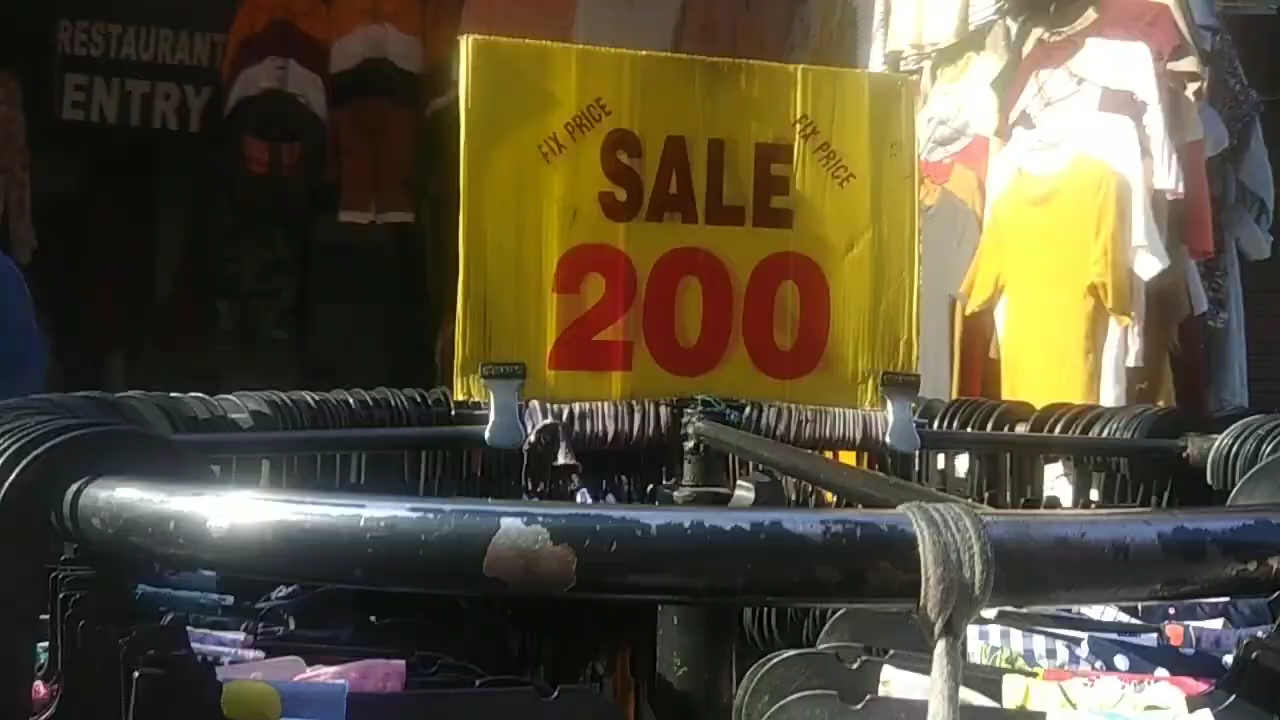 RESTAURANT
ENTRY
FIX PRICE
FIX PRICE
SALE
200